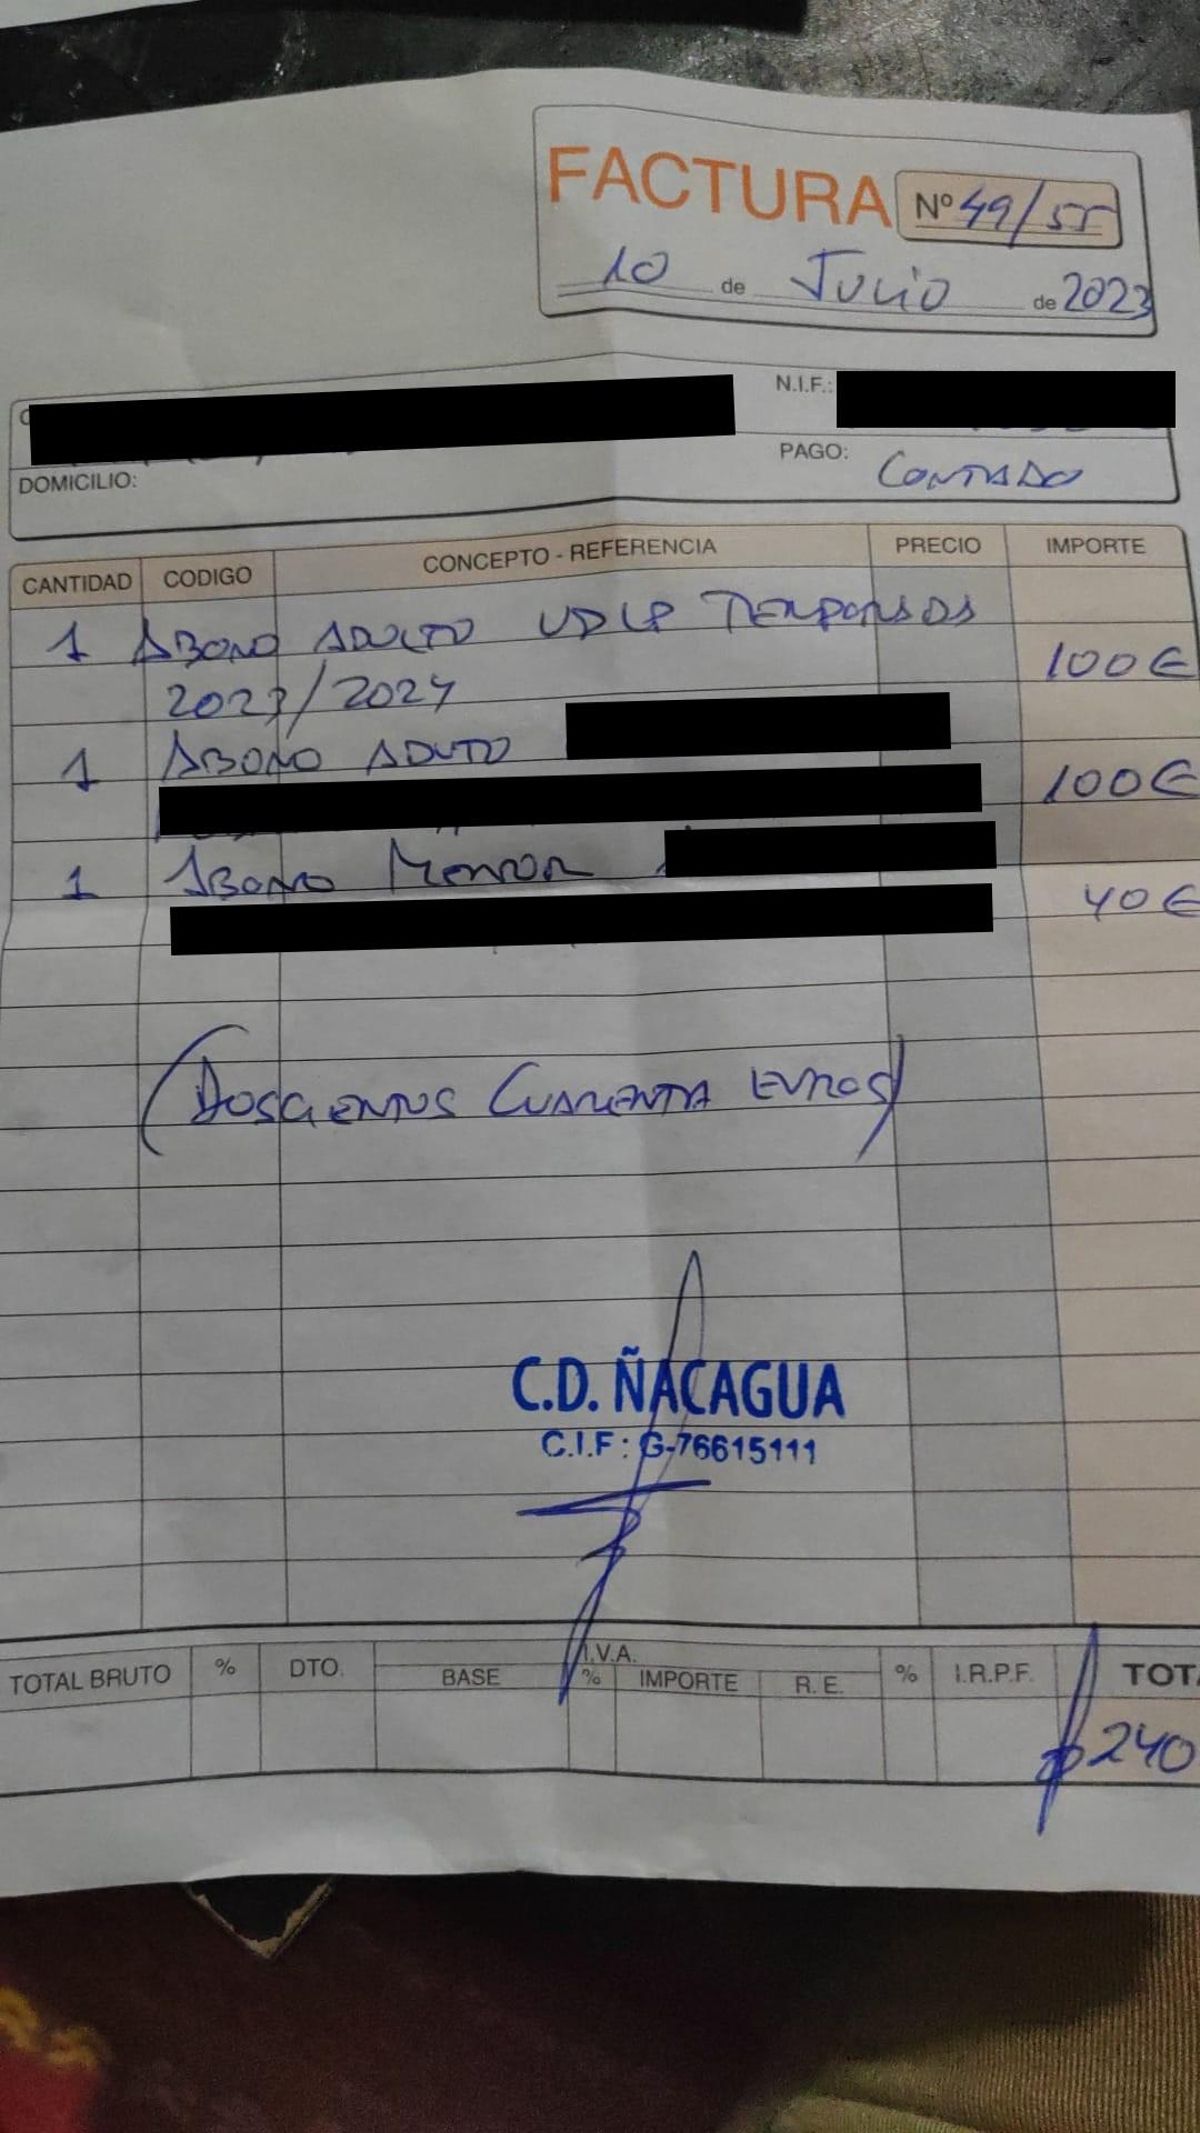 FACTURA Nº 49/55
10 de Julio de 2023
N.I.F.:
PAGO: CONTADO
DOMICILIO:
CANTIDAD CODIGO CONCEPTO - REFERENCIA PRECIO IMPORTE
1 ABONO ADULTO UDLP TEMPORADA
100€
2023/2024
1 ABONO ADULTO
100€
1 ABONO MENOR
40€
(DOSCIENTOS CUARENTA EUROS)
C.D. ÑACAGUA
C.I.F: G-76615111
TOTAL BRUTO % DTO. I.V.A. % I.R.P.F. TOTA
BASE % IMPORTE R. E.
240